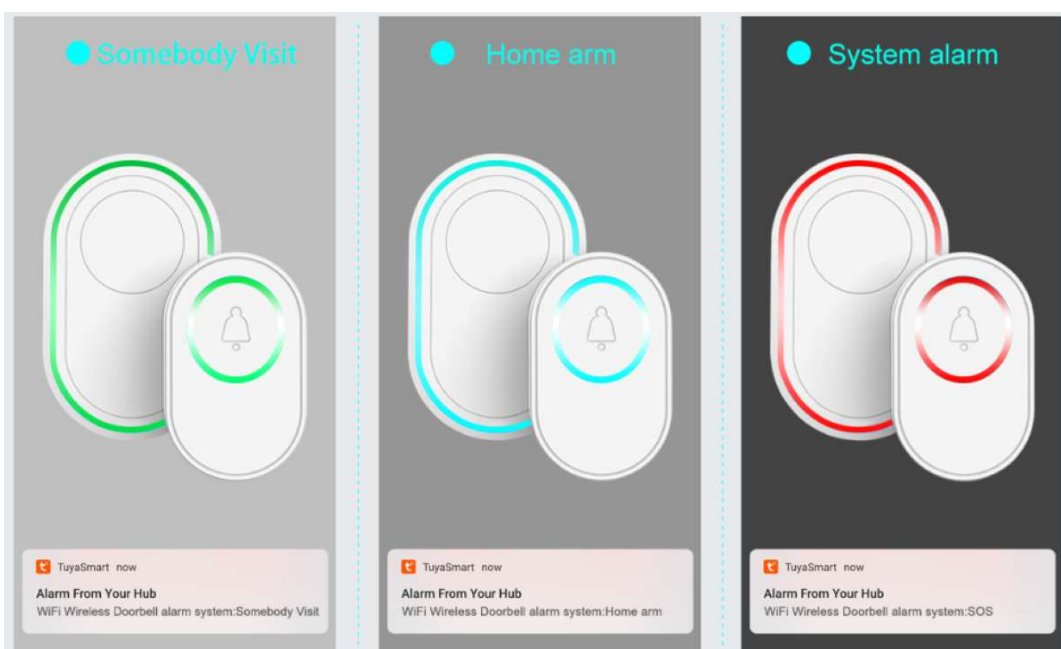 Somebody Visit
Home arm
System alarm
TuyaSmart now
Alarm From Your Hub
WiFi Wireless Doorbell alarm system:Somebody Visit
TuyaSmart now
Alarm From Your Hub
WiFi Wireless Doorbell alarm system:Home arm
TuyaSmart now
Alarm From Your Hub
WiFi Wireless Doorbell alarm system:SOS